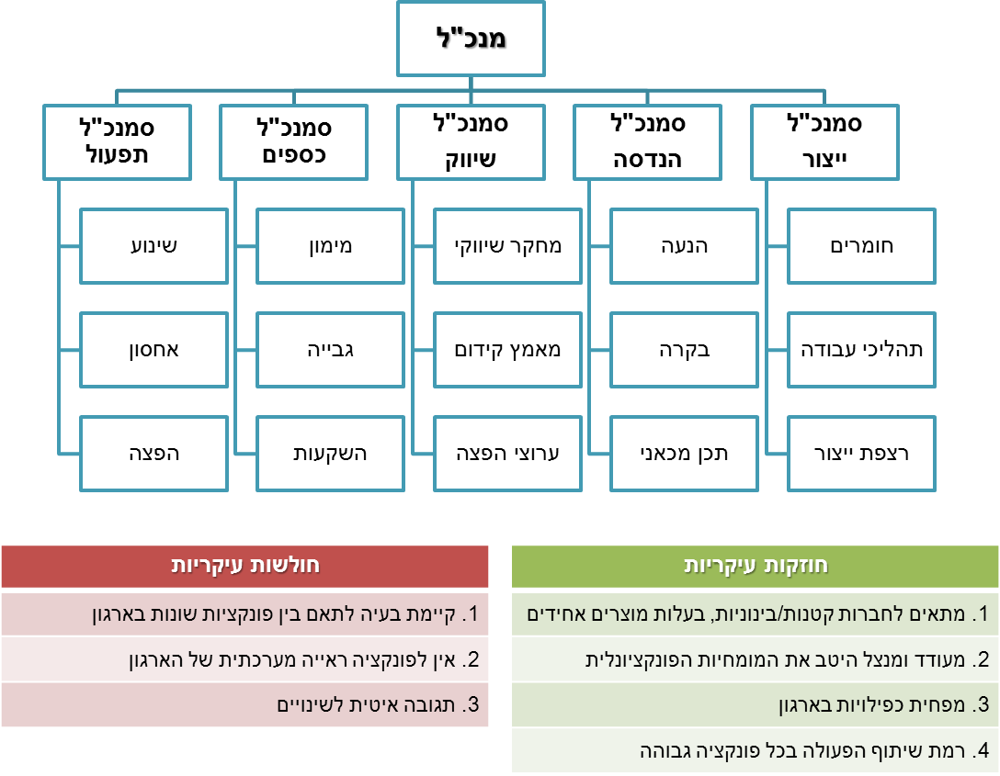 מנכ"ל
סמנכ"ל
ייצור
סמנכ"ל
הנדסה
סמנכ"ל
שיווק
סמנכ"ל
כספים
סמנכ"ל
תפעול
חומרים
הנעה
מחקר שיווקי
מימון
שינוע
תהליכי עבודה
בקרה
מאמץ קידום
גבייה
אחסון
רצפת ייצור
תכן מכאני
ערוצי הפצה
השקעות
הפצה
חוזקות עיקריות
1. מתאים לחברות קטנות/בינוניות, בעלות מוצרים אחידים
2. מעודד ומנצל היטב את המומחיות הפונקציונלית
3. מפחית כפילויות בארגון
4. רמת שיתוף הפעולה בכל פונקציה גבוהה
חולשות עיקריות
1. קיימת בעיה לתאם בין פונקציות שונות בארגון
2. אין לפונקציה ראייה מערכתית של הארגון
3. תגובה איטית לשינויים